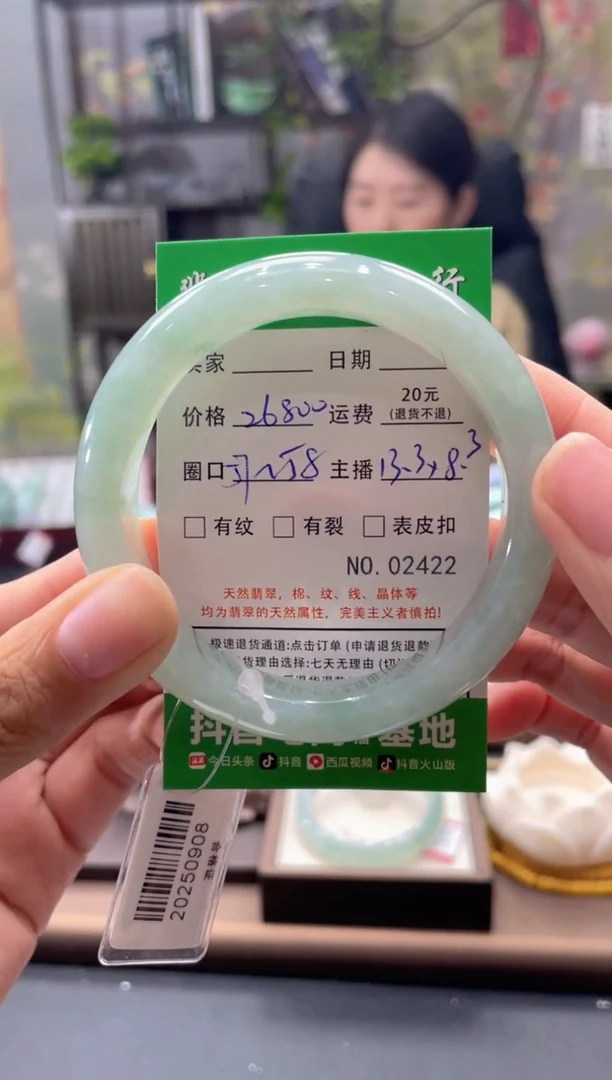 行
家 日期
价格 26800 运费 20元
(退货不退)
圈口 58 主播 13.3×8.3
有纹 有裂 表皮扣
NO. 02422
天然翡翠，棉、纹、线、晶体等
均为翡翠的天然属性，完美主义者慎拍!
极速退货通道:点击订单 (申请退货退款
货理由选择:七天无理由
基地
今日头条 抖音 西瓜视频 抖音火山版
20250908